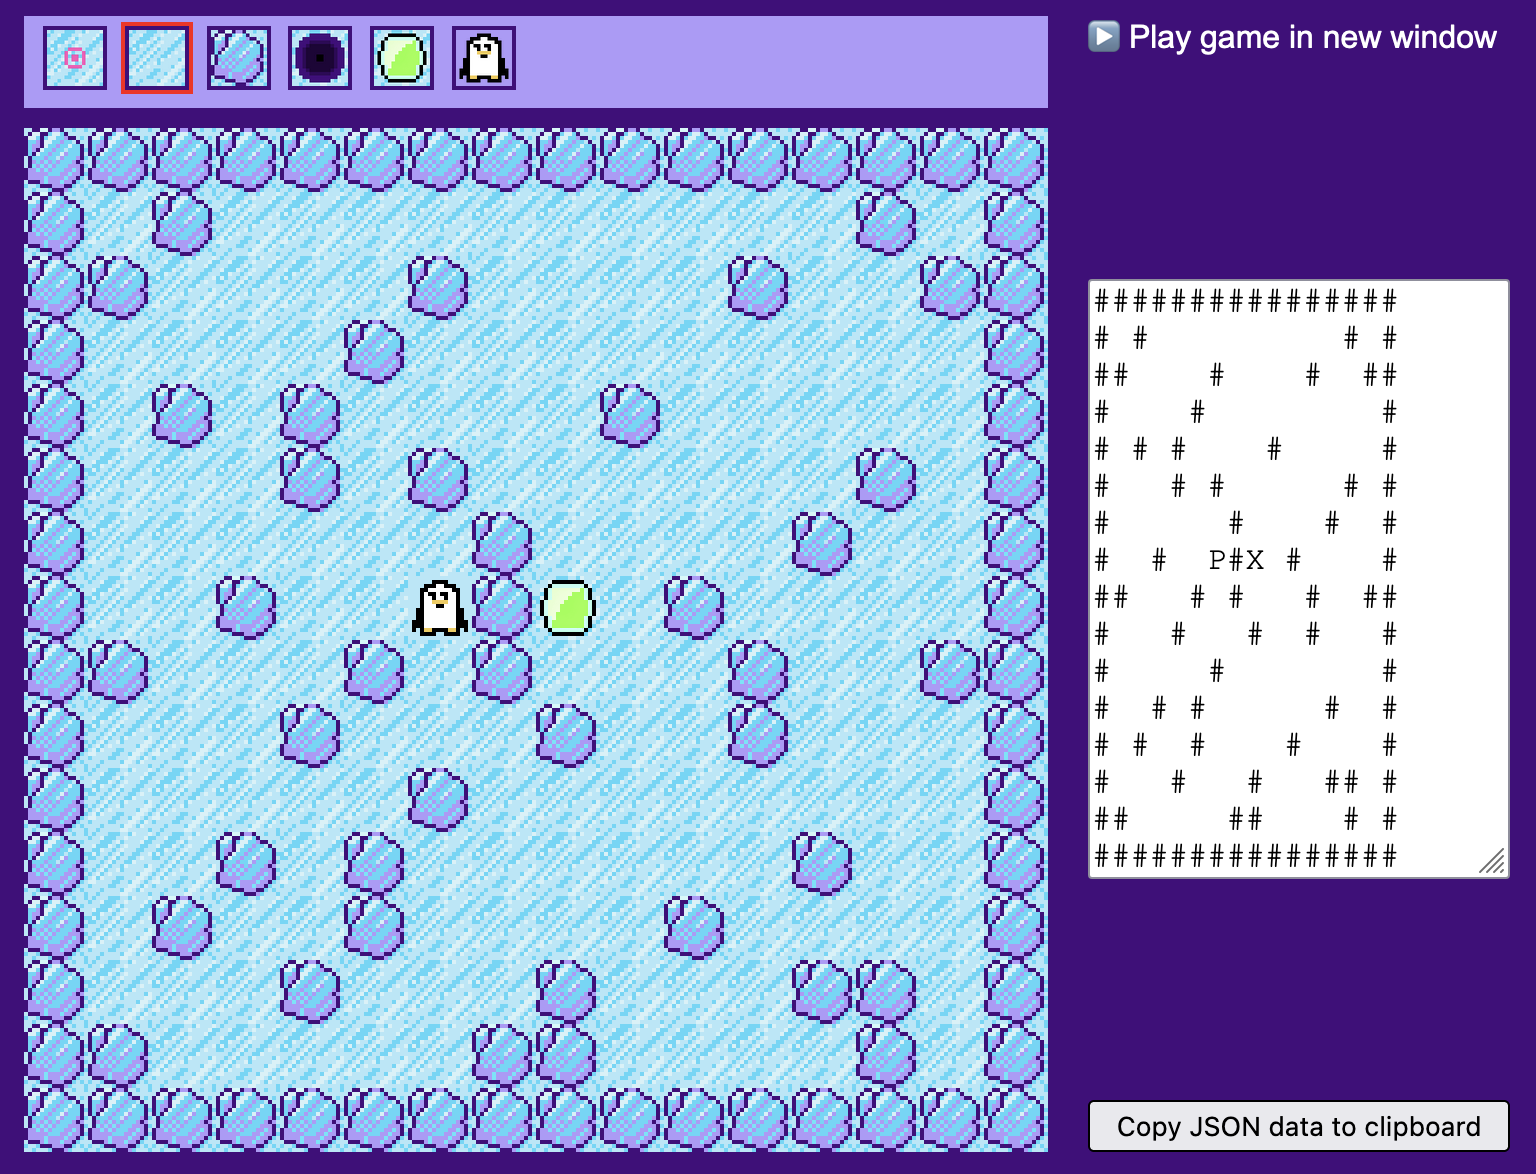 Play game in new window
################
# #          # #
##    #    #  ##
#    #         #
# # #    #     #
#   # #      # #
#      #    #  #
#  #  P#X #    #
##   # #   #  ##
#   #   #  #   #
#     #        #
#  # #      #  #
# #  #    #    #
#   #   #   ## #
##     ##    # #
################
Copy JSON data to clipboard